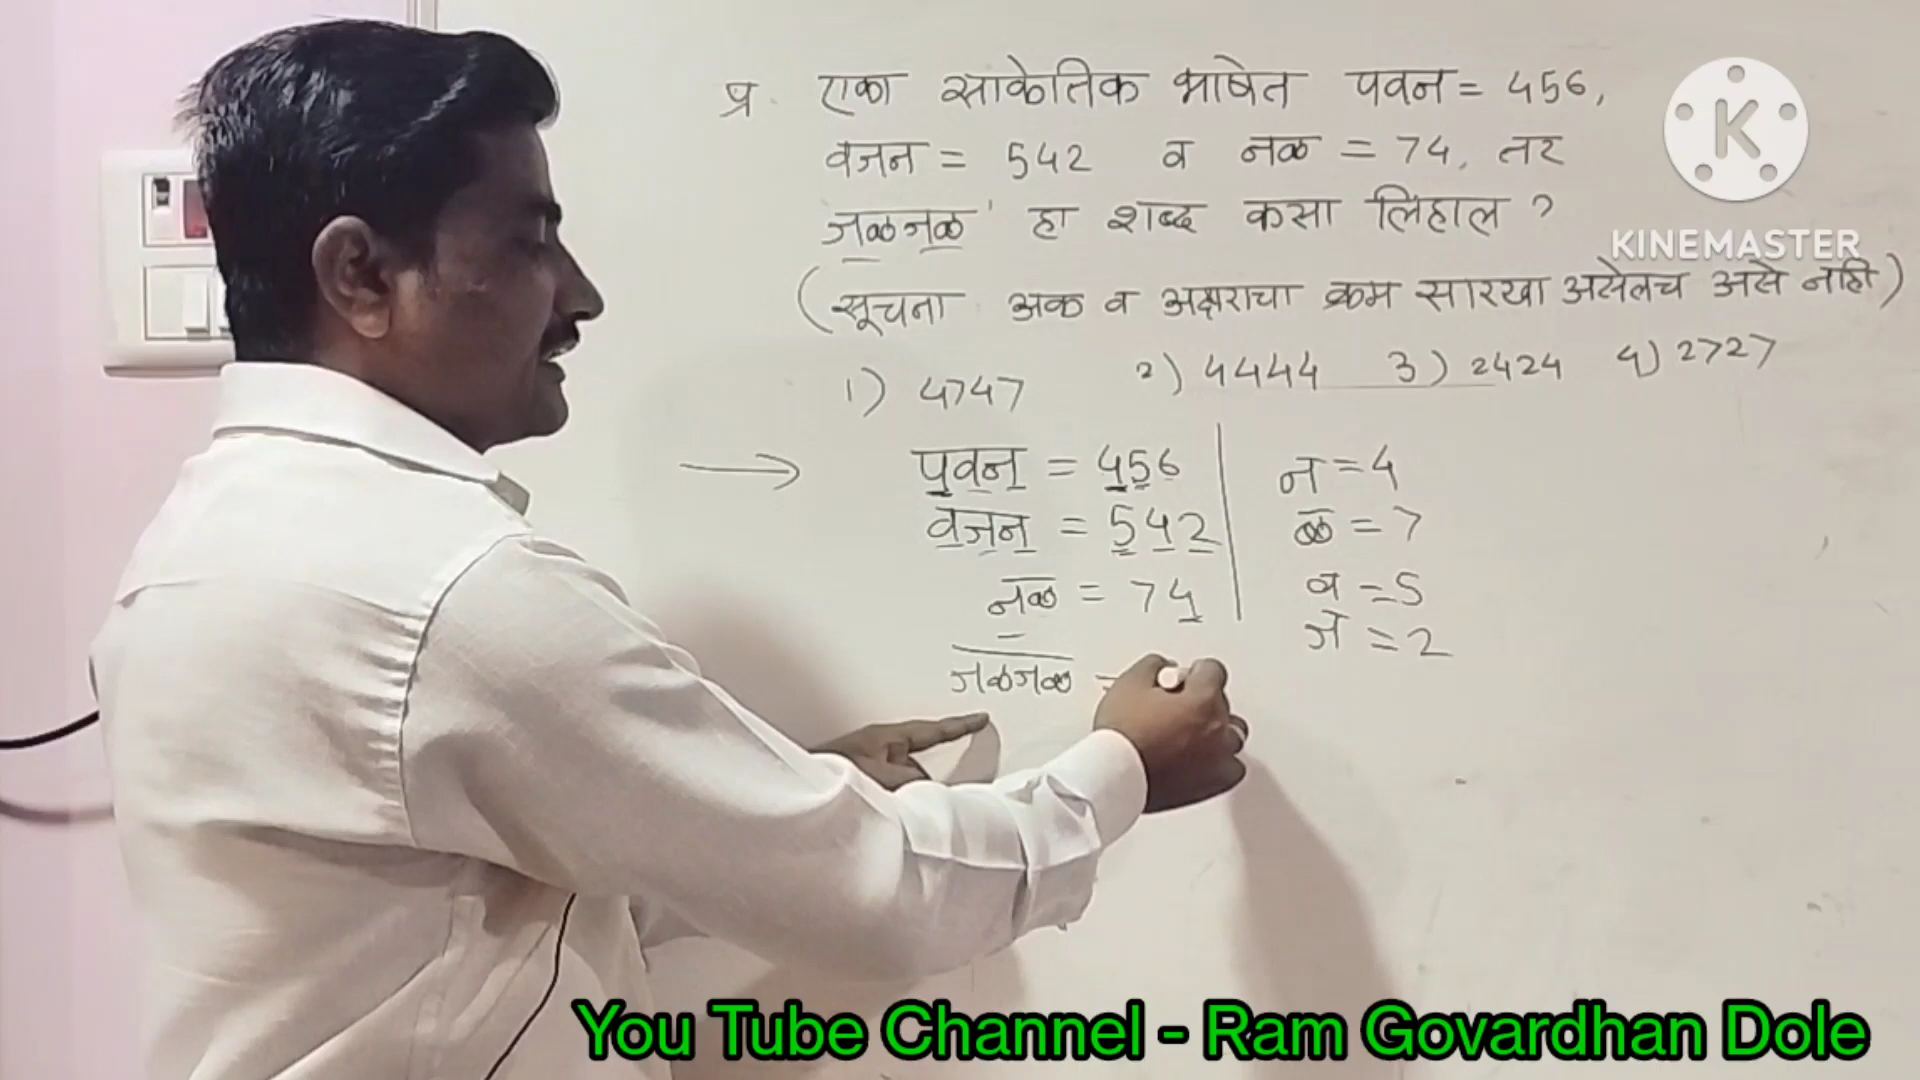 प्र. एका सांकेतिक भाषेत पवन = 456,
वजन = 542 व नळ = 74, तर
जळजळ' हा शब्द कसा लिहाल ?
(सूचना अंक व अक्षराचा क्रम सारखा असेलच असे नाही)
1) 4747 2) 4444 3) 2424 4) 2727
पवन = 456
वजन = 542
नळ = 74
जळजळ =
न = 4
ळ = 7
व = 5
ज = 2
K
KINEMASTER
You Tube Channel - Ram Govardhan Dole